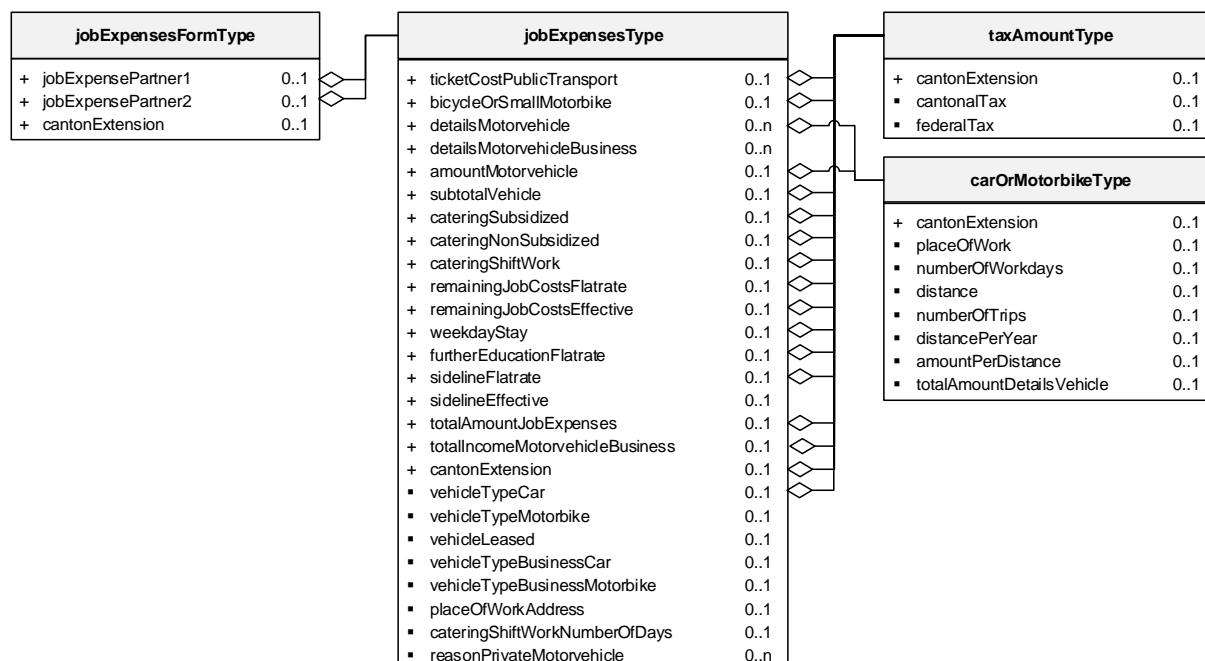 jobExpensesFormType
+ jobExpensePartner1 0..1
+ jobExpensePartner2 0..1
+ cantonExtension 0..1
jobExpensesType
+ ticketCostPublicTransport 0..1
+ bicycleOrSmallMotorbike 0..1
+ detailsMotorvehicle 0..n
+ detailsMotorvehicleBusiness 0..n
+ amountMotorvehicle 0..1
+ subtotalVehicle 0..1
+ cateringSubsidized 0..1
+ cateringNonSubsidized 0..1
+ cateringShiftWork 0..1
+ remainingJobCostsFlatrate 0..1
+ remainingJobCostsEffective 0..1
+ weekdayStay 0..1
+ furtherEducationFlatrate 0..1
+ sidelineFlatrate 0..1
+ sidelineEffective 0..1
+ totalAmountJobExpenses 0..1
+ totalIncomeMotorvehicleBusiness 0..1
+ cantonExtension 0..1
▪ vehicleTypeCar 0..1
▪ vehicleTypeMotorbike 0..1
▪ vehicleLeased 0..1
▪ vehicleTypeBusinessCar 0..1
▪ vehicleTypeBusinessMotorbike 0..1
▪ placeOfWorkAddress 0..1
▪ cateringShiftWorkNumberOfDays 0..1
▪ reasonPrivateMotorvehicle 0..n
taxAmountType
+ cantonExtension 0..1
▪ cantonalTax 0..1
▪ federalTax 0..1
carOrMotorbikeType
+ cantonExtension 0..1
▪ placeOfWork 0..1
▪ numberOfWorkdays 0..1
▪ distance 0..1
▪ numberOfTrips 0..1
▪ distancePerYear 0..1
▪ amountPerDistance 0..1
▪ totalAmountDetailsVehicle 0..1